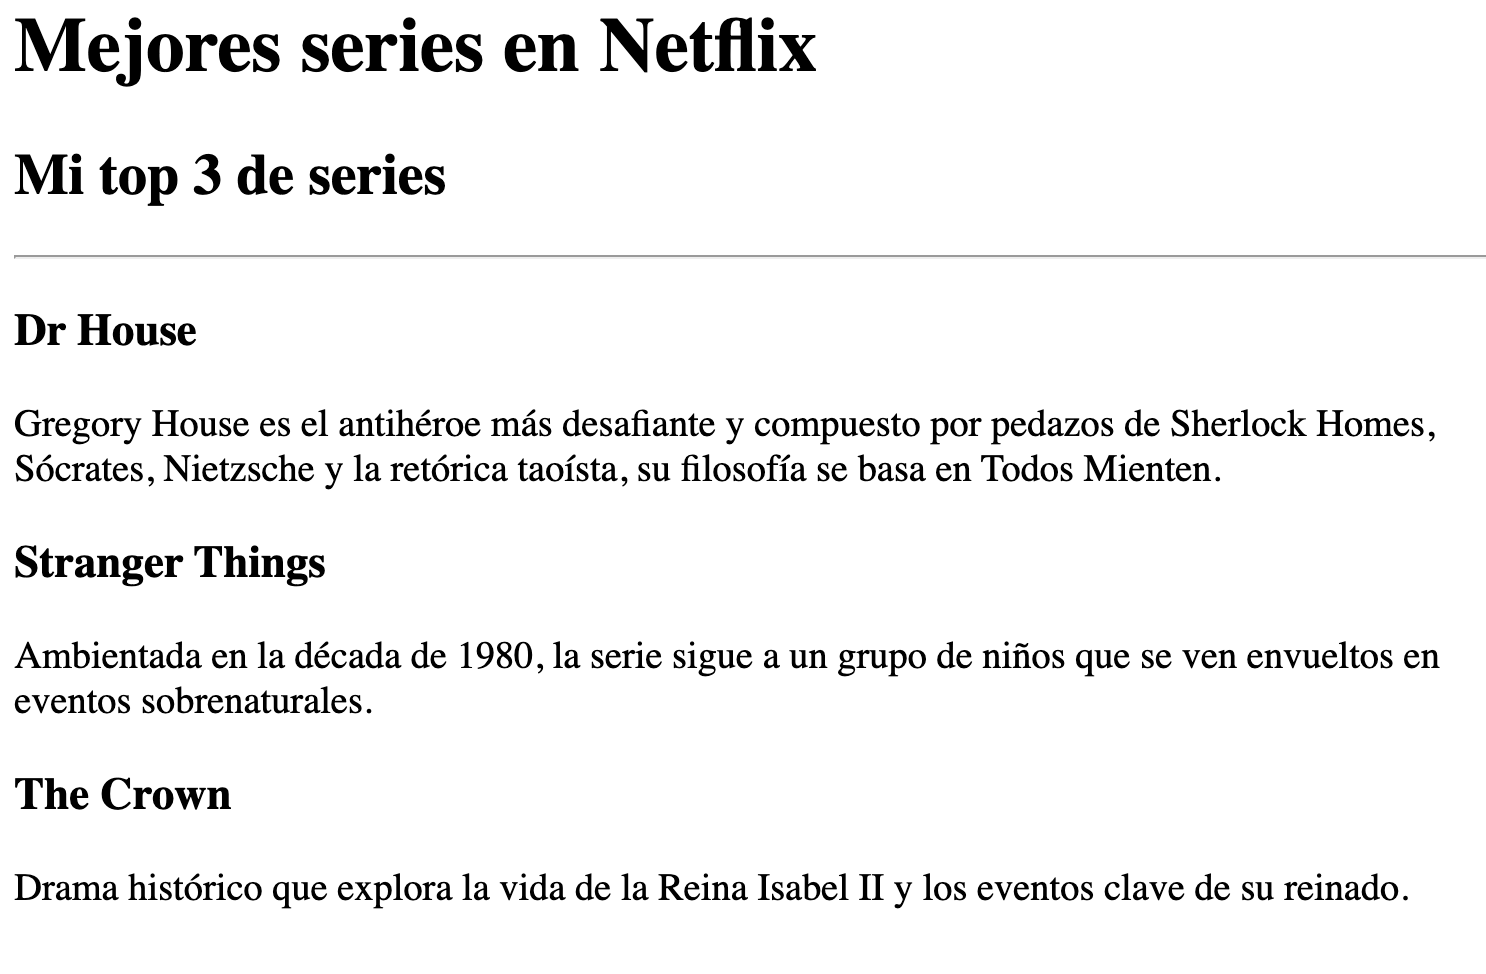 Mejores series en Netflix
Mi top 3 de series
Dr House
Gregory House es el antihéroe más desafiante y compuesto por pedazos de Sherlock Homes,
Sócrates, Nietzsche y la retórica taoísta, su filosofía se basa en Todos Mienten.
Stranger Things
Ambientada en la década de 1980, la serie sigue a un grupo de niños que se ven envueltos en
eventos sobrenaturales.
The Crown
Drama histórico que explora la vida de la Reina Isabel II y los eventos clave de su reinado.